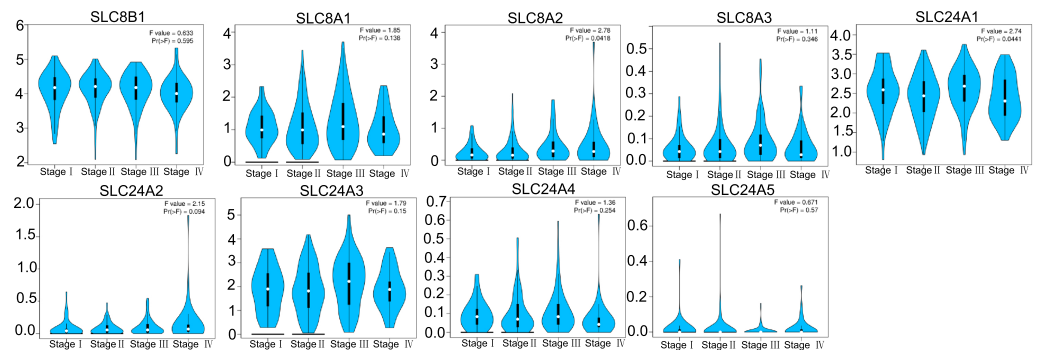 SLC8B1
F value = 0.633
Pr(>F) = 0.595
6
5
4
3
2
Stage I Stage II Stage III Stage IV
SLC8A1
F value = 1.85
Pr(>F) = 0.138
4
3
2
1
0
Stage I Stage II Stage III Stage IV
SLC8A2
F value = 2.78
Pr(>F) = 0.0418
4
3
2
1
0
Stage I Stage II Stage III Stage IV
SLC8A3
F value = 1.11
Pr(>F) = 0.346
0.5
0.4
0.3
0.2
0.1
0.0
Stage I Stage II Stage III Stage IV
SLC24A1
F value = 2.74
Pr(>F) = 0.0441
4.0
3.5
3.0
2.5
2.0
1.5
1.0
Stage I Stage II Stage III Stage IV
SLC24A2
F value = 2.15
Pr(>F) = 0.094
2.0
1.5
1.0
0.5
0.0
Stage I Stage II Stage III Stage IV
SLC24A3
F value = 1.79
Pr(>F) = 0.15
5
4
3
2
1
0
Stage I Stage II Stage III Stage IV
SLC24A4
F value = 1.36
Pr(>F) = 0.254
0.7
0.6
0.5
0.4
0.3
0.2
0.1
0.0
Stage I Stage II Stage III Stage IV
SLC24A5
F value = 0.671
Pr(>F) = 0.57
0.6
0.4
0.2
0.0
Stage I Stage II Stage III Stage IV